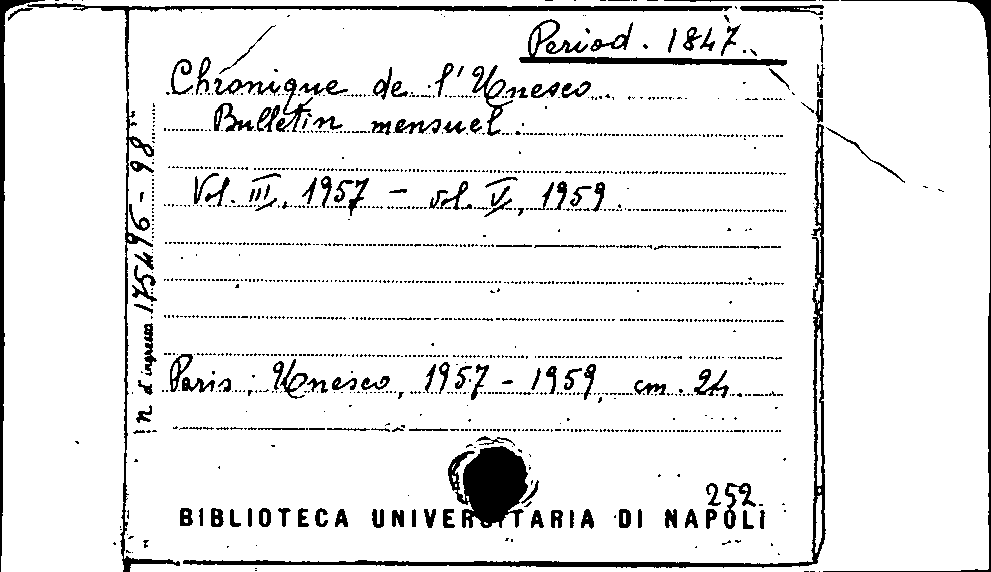 Period. 1847.
Chronique de l'Unesco.
Bulletin mensuel.
Vol. III, 1957 - vol. V, 1959.
Paris, Unesco, 1957 - 1959, cm. 24.
N. d'ingresso 175496 - 98
252
BIBLIOTECA UNIVERSITARIA DI NAPOLI